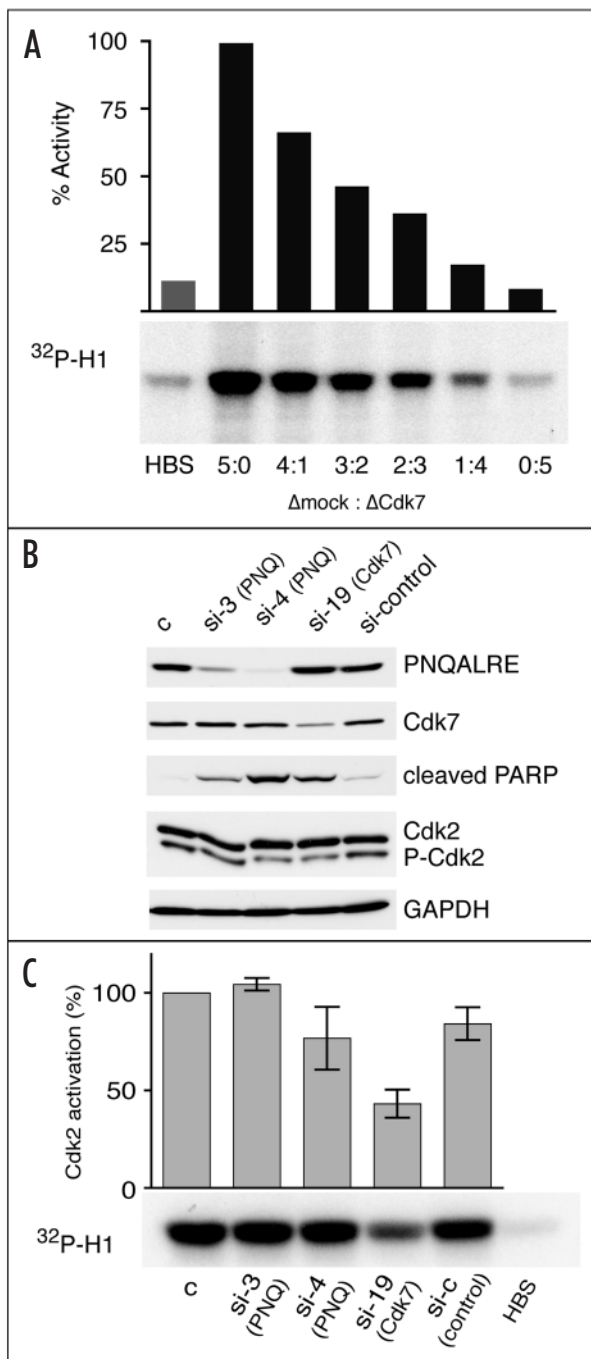 A
% Activity
100
75
50
25
32P-H1
HBS 5:0 4:1 3:2 2:3 1:4 0:5
Δmock : ΔCdk7
B
c si-3 (PNQ) si-4 (PNQ) si-19 (Cdk7) si-control
PNQALRE
Cdk7
cleaved PARP
Cdk2
P-Cdk2
GAPDH
C
Cdk2 activation (%)
100
50
0
32P-H1
c si-3 (PNQ) si-4 (PNQ) si-19 (Cdk7) si-c (control) HBS